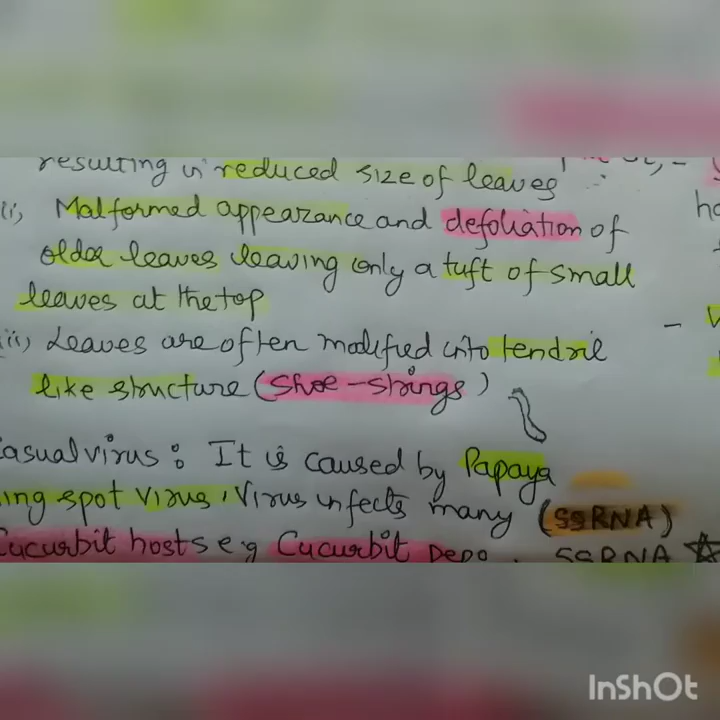 resulting in reduced size of leaves
ii, Malformed appearance and defoliation of
older leaves leaving only a tuft of small
leaves at the top
iii, Leaves are often modified into tendril
like structure (Shoe-strings)
Casual virus: It is caused by Papaya
ring spot virus, Virus infects many (SSRNA)
Cucurbit hosts e.g Cucurbit Pepo. SSRNA
InShOt